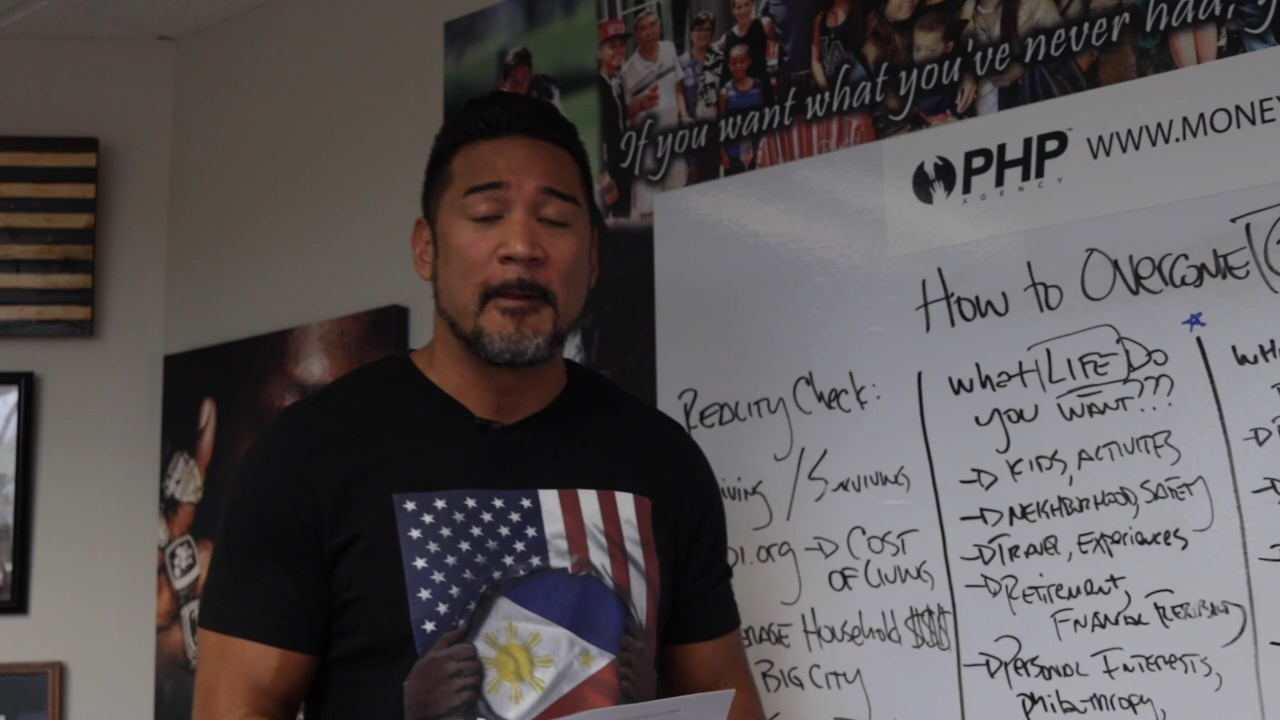 If you want what you've never had,
PHP
AGENCY
WWW.MONEY
How to Overcome
Reality Check:
/Surviving
.org → Cost
of Living
Household $$$$
Big City
What LIFE Do
you WANT???
→ Kids, Activites
→ Neighborhood, Safety
→ Travel, Experiences
→ Retirement,
→ Personal Interests,
philanthropy,